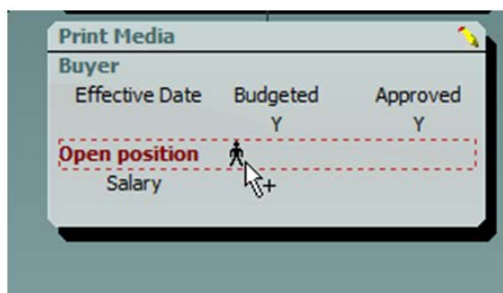 Print Media
Buyer
Effective Date Budgeted Approved
Y Y
Open position
Salary